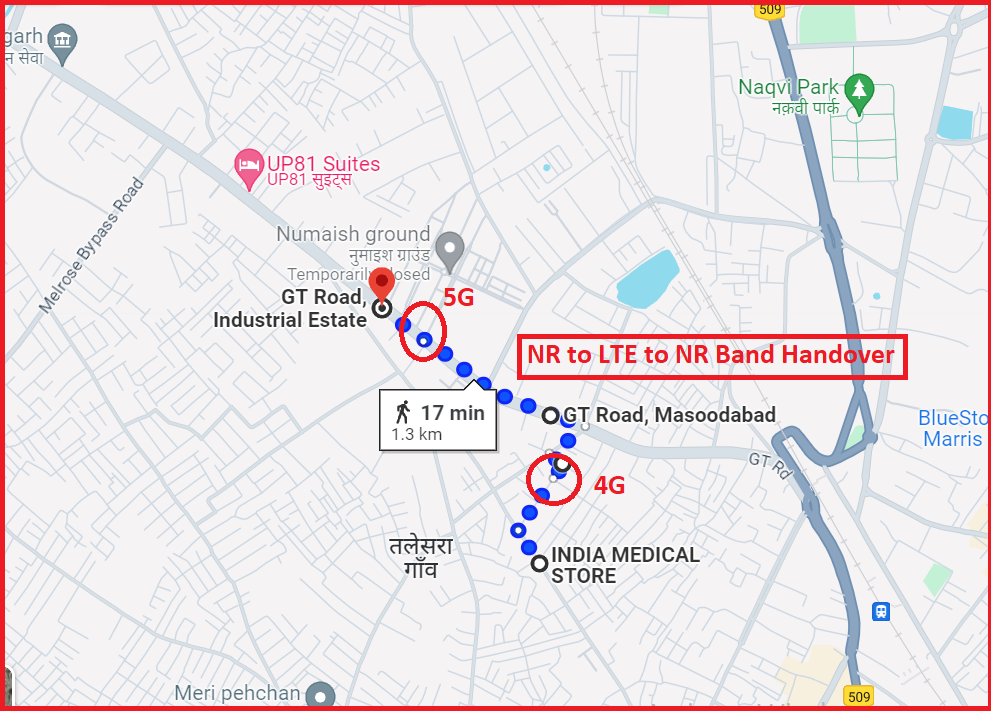 509
garh
न सेवा
Naqvi Park
नक़वी पार्क
UP81 Suites
UP81 सुइट्स
Melrose Bypass Road
Numaish ground
नुमाइश ग्राउंड
Temporarily closed
5G
GT Road,
Industrial Estate
NR to LTE to NR Band Handover
17 min
1.3 km
GT Road, Masoodabad
BlueSto
Marris
GT Rd
4G
तलेसरा
गाँव
INDIA MEDICAL
STORE
Meri pehchan
509